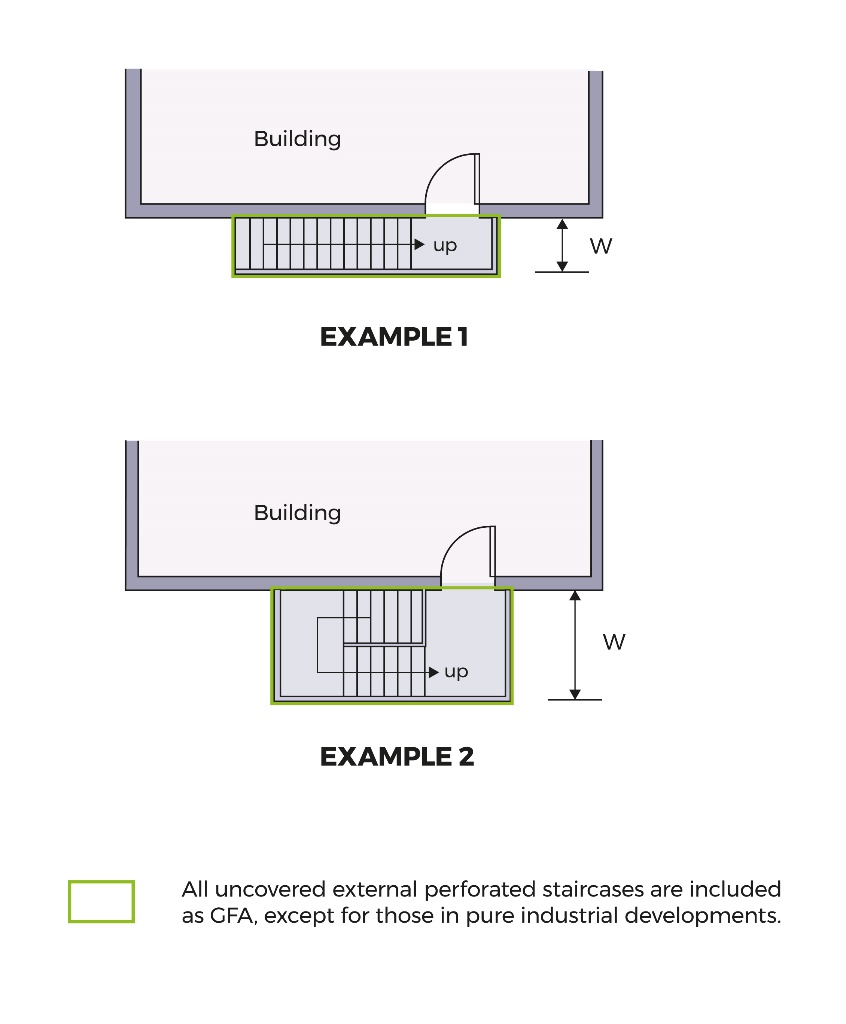 Building
up
W
EXAMPLE 1
Building
W
up
EXAMPLE 2
All uncovered external perforated staircases are included
as GFA, except for those in pure industrial developments.